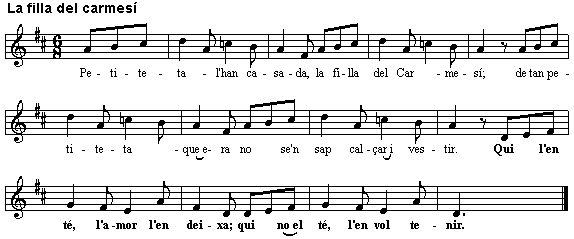 La filla del carmesí
6
8
Pe - ti - te - ta - l'han ca - sa - da, la fi - lla del Car - me - sí; de tan pe -
ti - te - ta - que e - ra no se'n sap cal - çar i ves - tir. Qui l'en
té, l'a - mor l'en dei - xa; qui no el té, l'en vol te - nir.